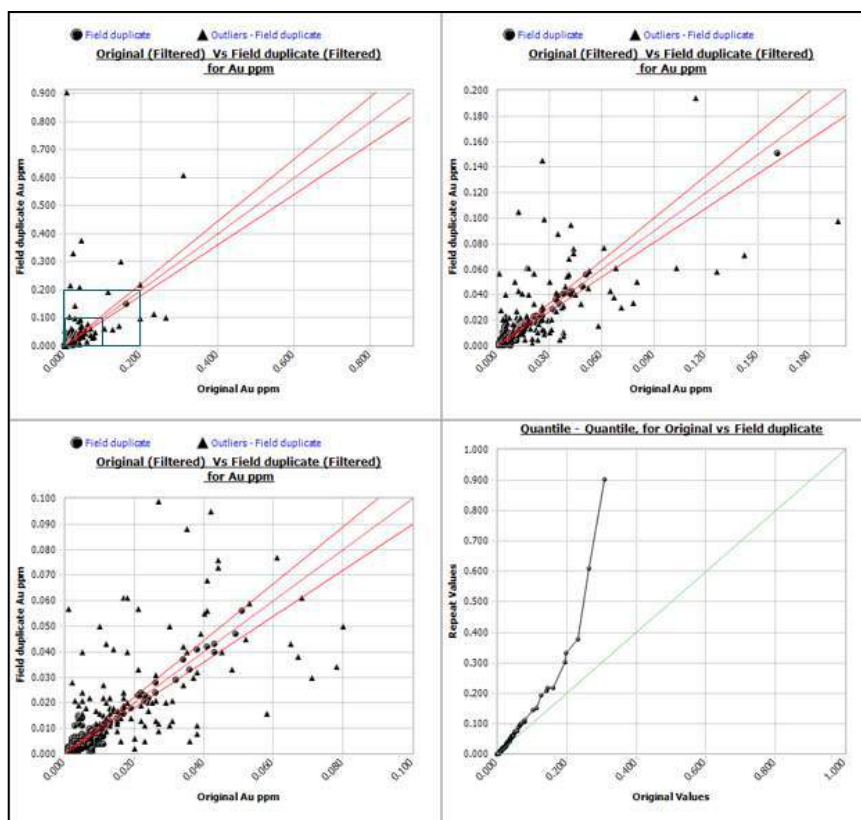 Field duplicate Outliers - Field duplicate
Original (Filtered) Vs Field duplicate (Filtered)
for Au ppm
0.900
0.800
0.700
0.600
0.500
0.400
0.300
0.200
0.100
0.000
Field duplicate Au ppm
0.000 0.200 0.400 0.600 0.800
Original Au ppm
Field duplicate Outliers - Field duplicate
Original (Filtered) Vs Field duplicate (Filtered)
for Au ppm
0.200
0.180
0.160
0.140
0.120
0.100
0.080
0.060
0.040
0.020
0.000
Field duplicate Au ppm
0.000 0.030 0.060 0.090 0.120 0.150 0.180
Original Au ppm
Field duplicate Outliers - Field duplicate
Original (Filtered) Vs Field duplicate (Filtered)
for Au ppm
0.100
0.090
0.080
0.070
0.060
0.050
0.040
0.030
0.020
0.010
0.000
Field duplicate Au ppm
0.000 0.020 0.040 0.060 0.080 0.100
Original Au ppm
Quantile - Quantile, for Original vs Field duplicate
1.000
0.900
0.800
0.700
0.600
0.500
0.400
0.300
0.200
0.100
0.000
Repeat Values
0.000 0.200 0.400 0.600 0.800 1.000
Original Values